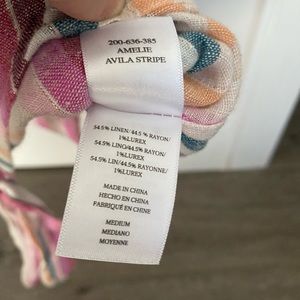 200-636-385
AMELIE
AVILA STRIPE
54.5% LINEN/44.5 % RAYON/
1%LUREX
54.5% LINO/44.5% RAYON/
1%LUREX
54.5% LIN/44.5% RAYONNE/
1%LUREX
MADE IN CHINA
HECHO EN CHINA
FABRIQUÉ EN CHINE
MEDIUM
MEDIANO
MOYENNE